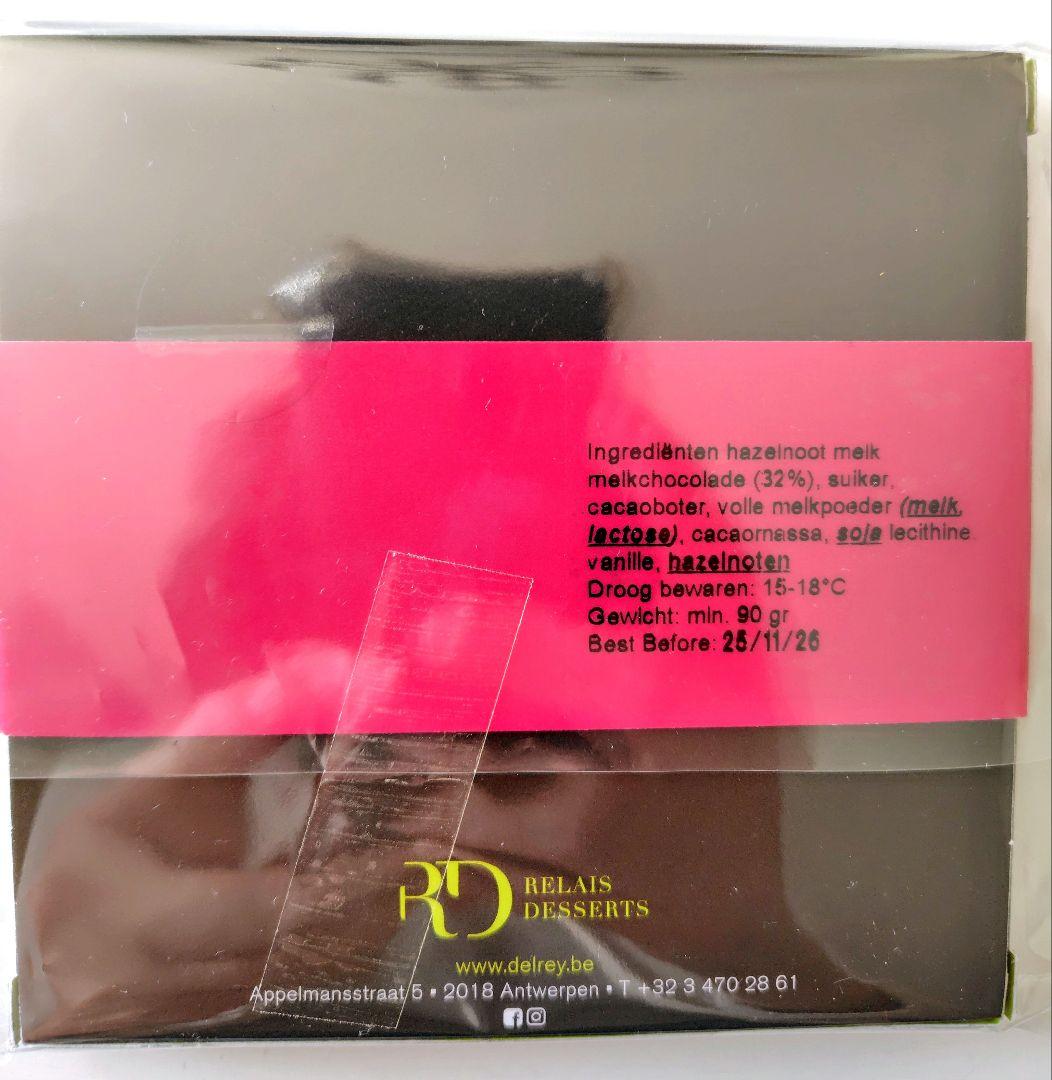 Ingrediënten hazelnoot melk
melkchocolade (32%), suiker,
cacaoboter, volle melkpoeder (melk,
lactose), cacaomassa, soja lecithine
vanille, hazelnoten
Droog bewaren: 15-18°C
Gewicht: min. 90 gr
Best Before: 25/11/26
RD RELAIS
DESSERTS
www.delrey.be
Appelmansstraat 5 • 2018 Antwerpen • T +32 3 470 28 61